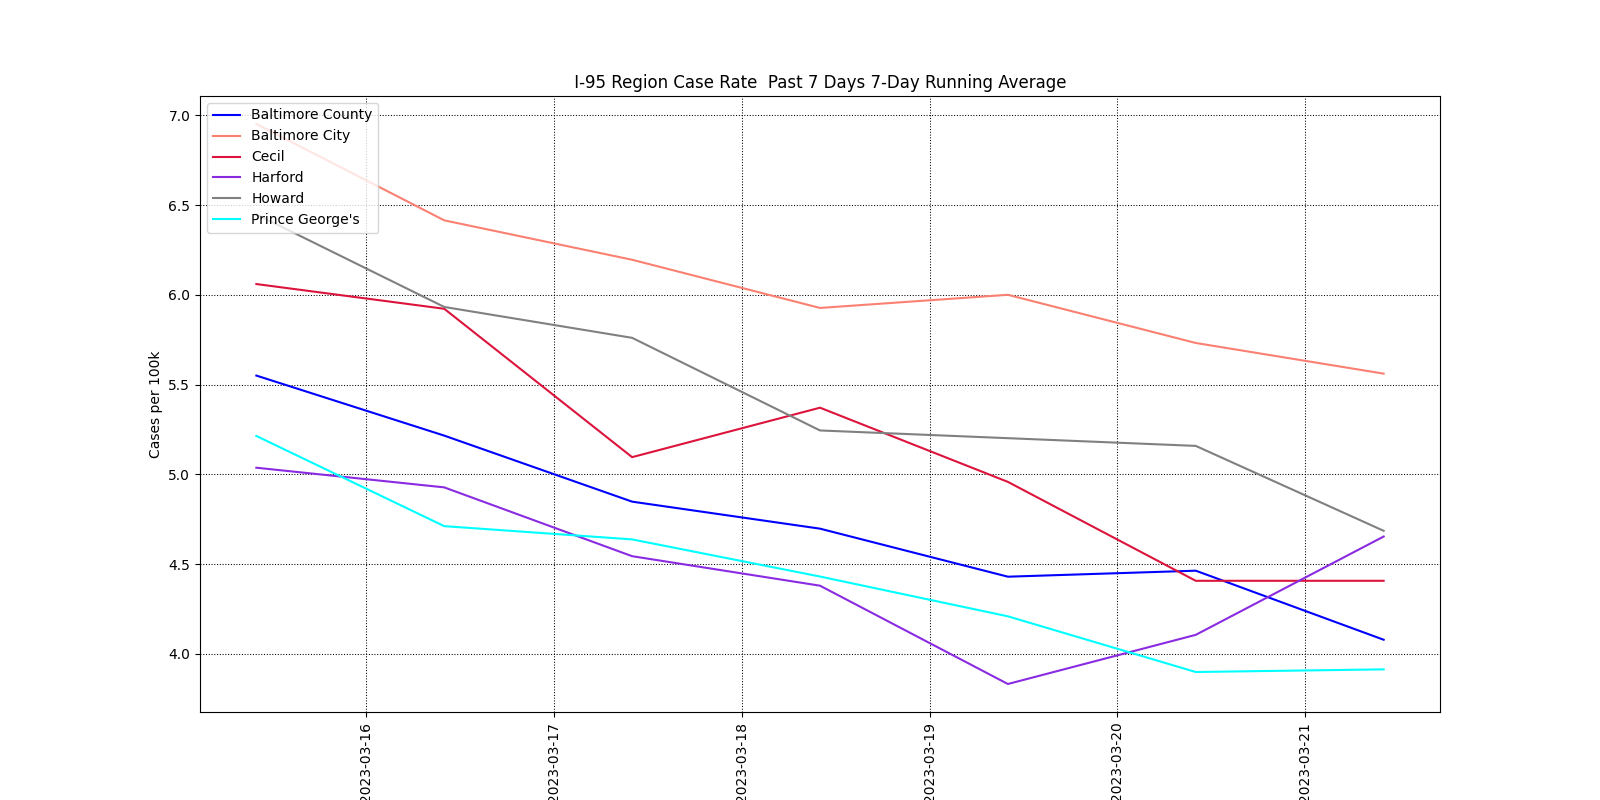 I-95 Region Case Rate  Past 7 Days 7-Day Running Average
Baltimore County
Baltimore City
Cecil
Harford
Howard
Prince George's
Cases per 100k
7.0
6.5
6.0
5.5
5.0
4.5
4.0
2023-03-16
2023-03-17
2023-03-18
2023-03-19
2023-03-20
2023-03-21